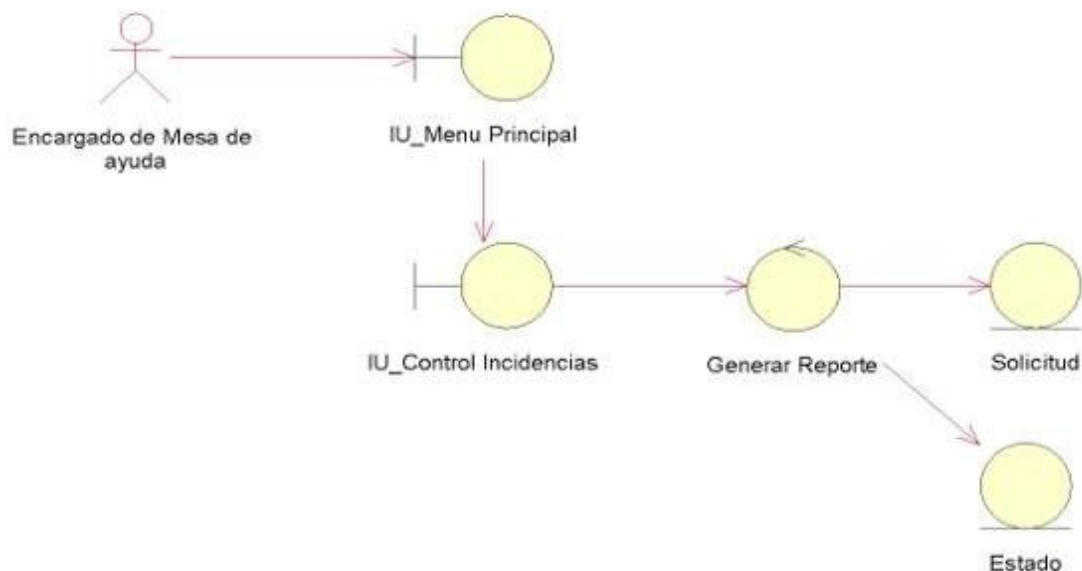 Encargado de Mesa de
ayuda
IU_Menu Principal
IU_Control Incidencias
Generar Reporte
Solicitud
Estado